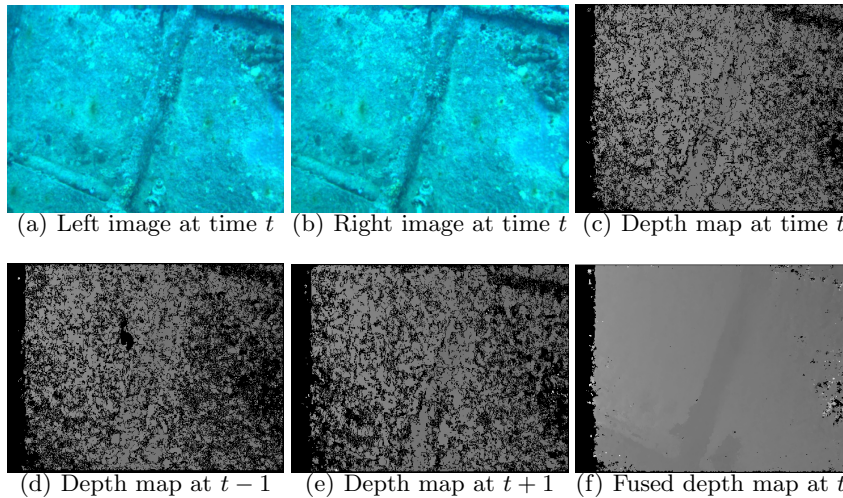 (a) Left image at time t
(b) Right image at time t
(c) Depth map at time t
(d) Depth map at t − 1
(e) Depth map at t + 1
(f) Fused depth map at t